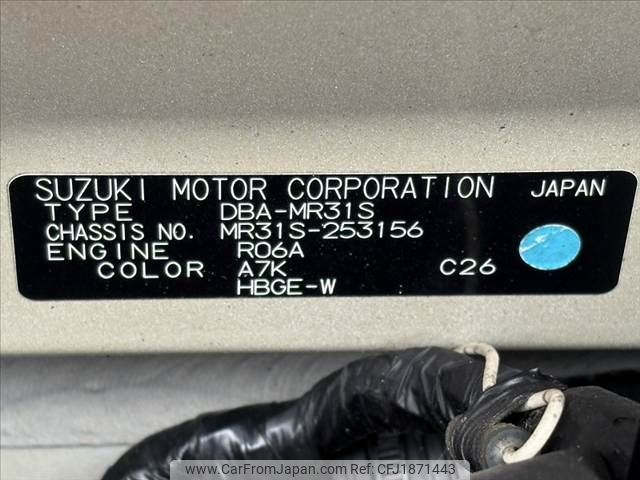 SUZUKI MOTOR CORPORATION JAPAN
TYPE DBA-MR31S
CHASSIS NO. MR31S-253156
ENGINE R06A
COLOR A7K C26
HBGE-W
www.CarFromJapan.com Ref:CFJ1871443